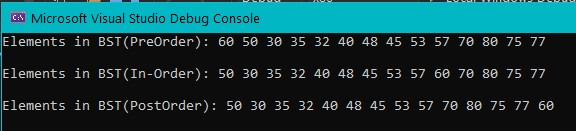 Microsoft Visual Studio Debug Console
Elements in BST(PreOrder): 60 50 30 35 32 40 48 45 53 57 70 80 75 77
Elements in BST(In-Order): 50 30 35 32 40 48 45 53 57 60 70 80 75 77
Elements in BST(PostOrder): 50 30 35 32 40 48 45 53 57 70 80 75 77 60